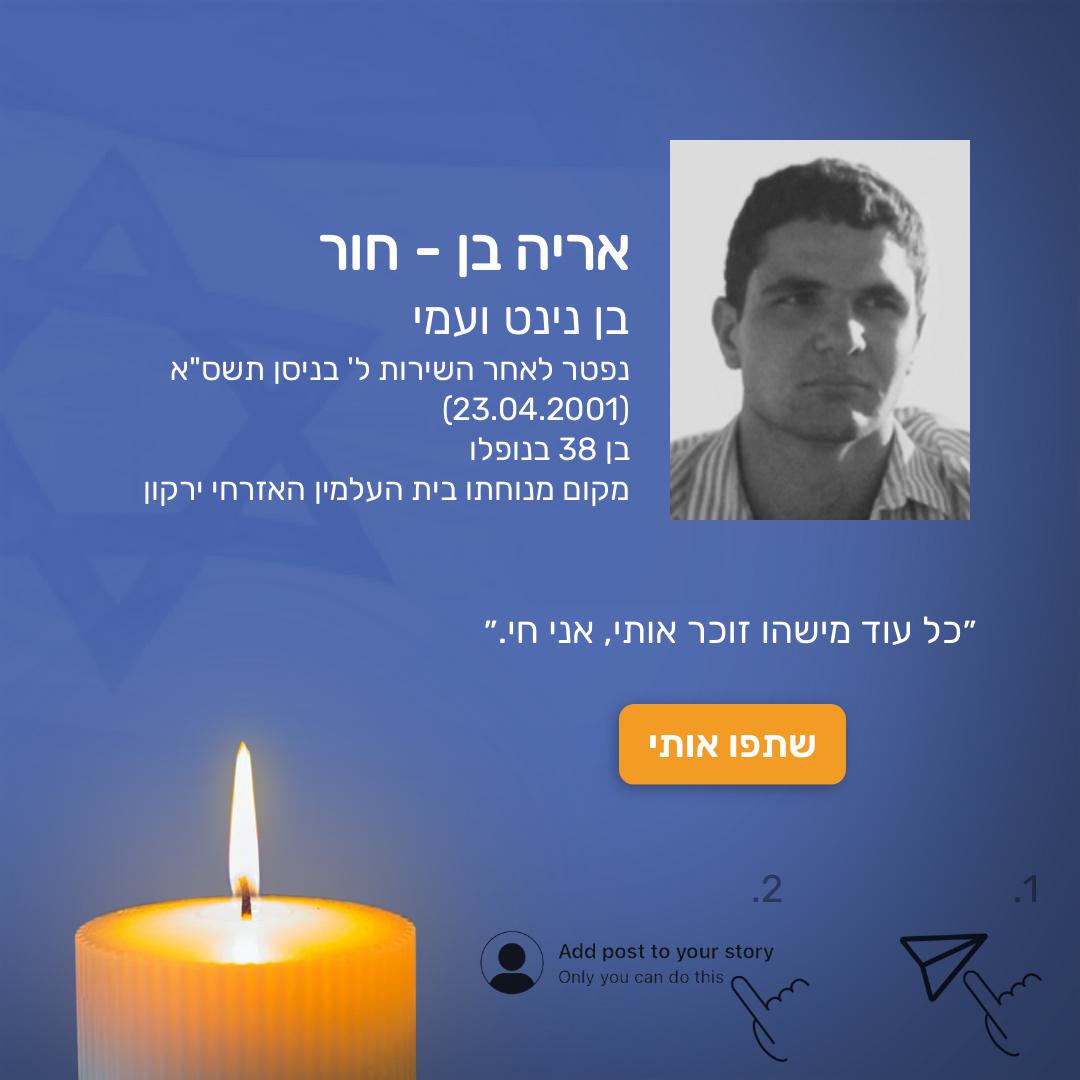 אריה בן - חור
בן נינט ועמי
נפטר לאחר השירות ל' בניסן תשס"א
(23.04.2001)
בן 38 בנופלו
מקום מנוחתו בית העלמין האזרחי ירקון
״כל עוד מישהו זוכר אותי, אני חי.״
שתפו אותי
1.
2.
Add post to your story
Only you can do this